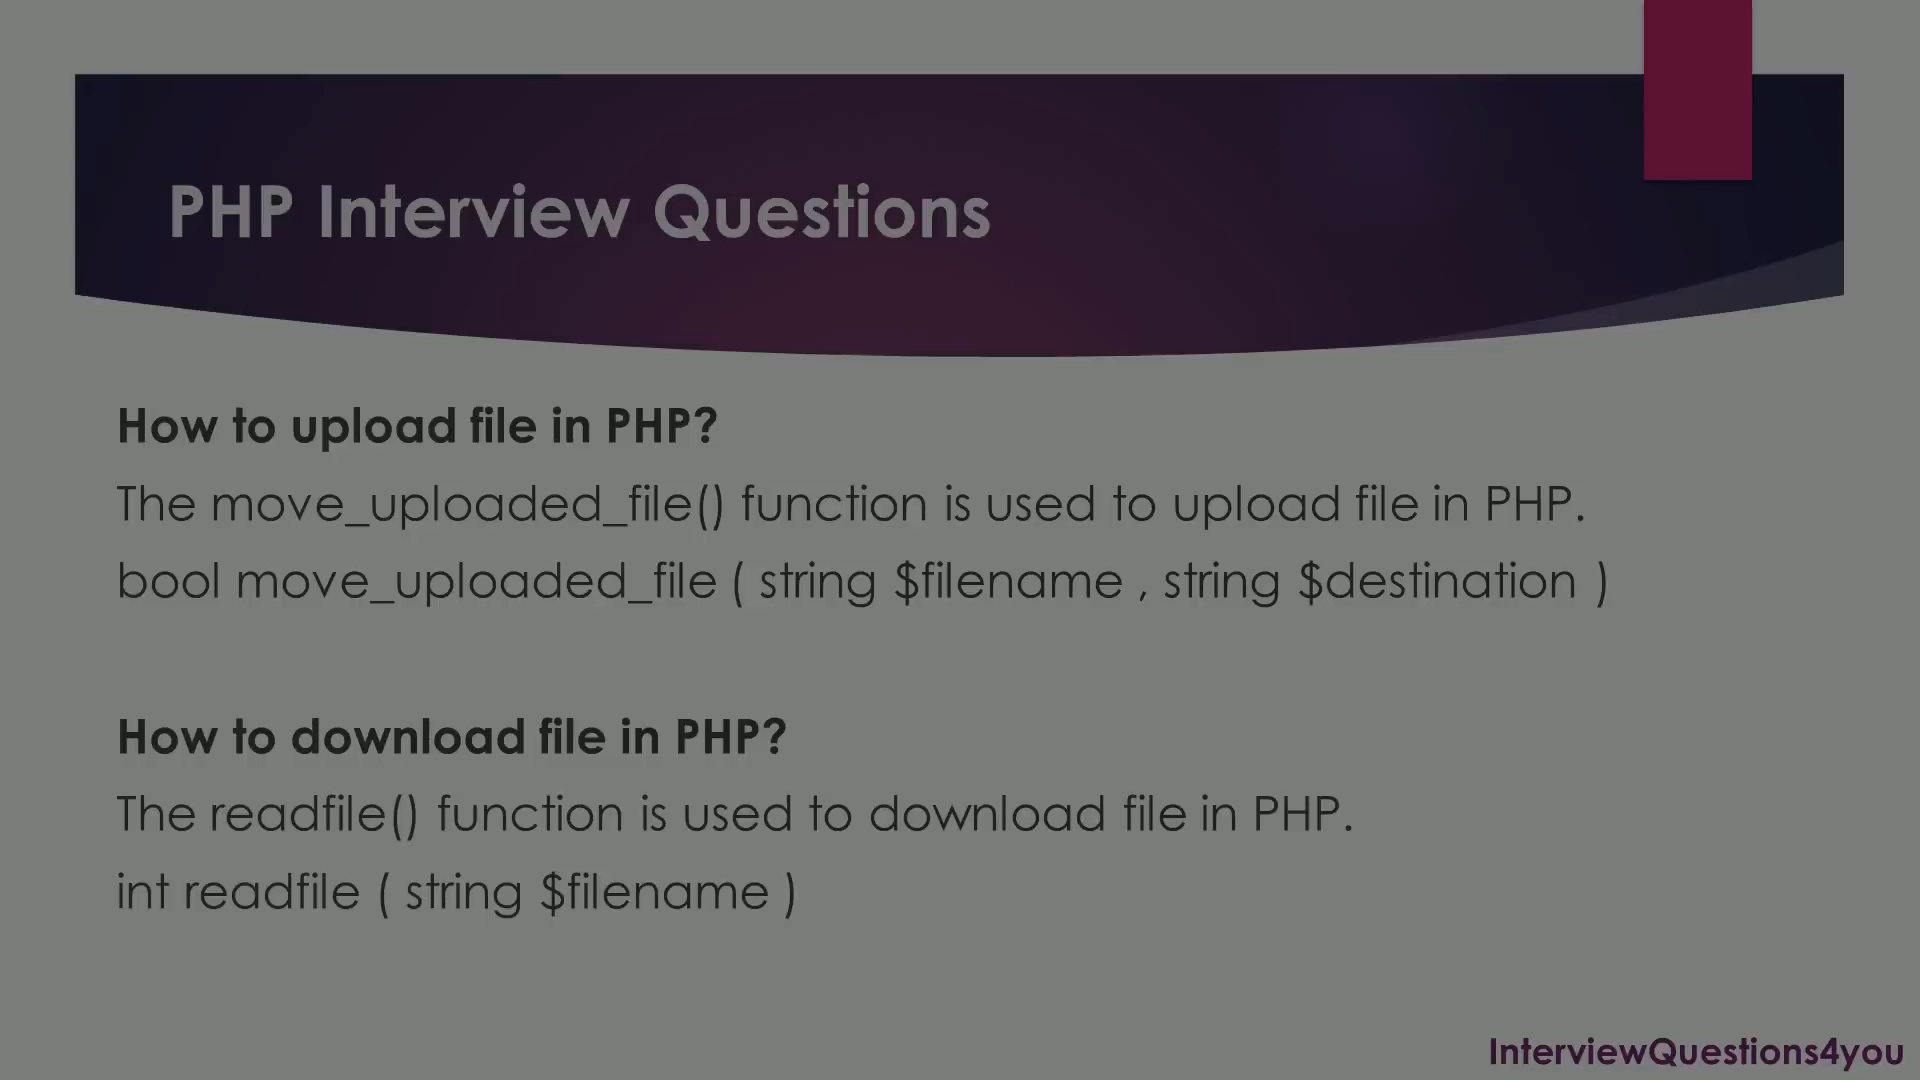 PHP Interview Questions
How to upload file in PHP?
The move_uploaded_file() function is used to upload file in PHP.
bool move_uploaded_file ( string $filename , string $destination )
How to download file in PHP?
The readfile() function is used to download file in PHP.
int readfile ( string $filename )
InterviewQuestions4you